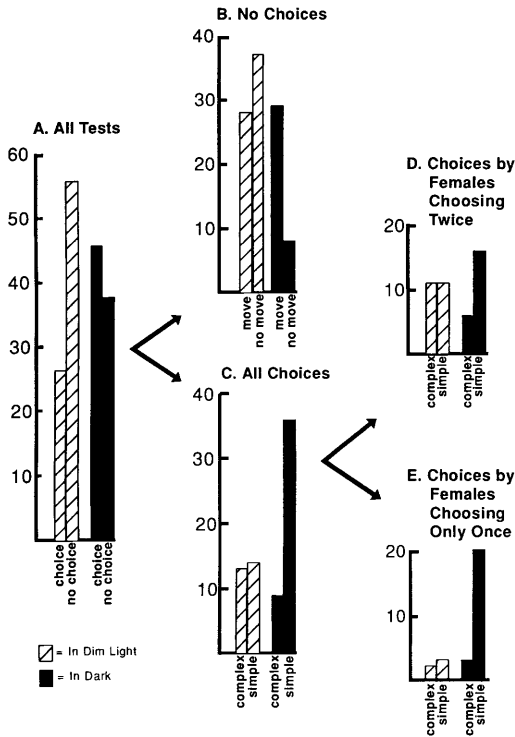 B. No Choices
40
30
20
10
move
no move
move
no move
A. All Tests
60
50
40
30
20
10
choice
no choice
choice
no choice
= In Dim Light
= In Dark
C. All Choices
40
30
20
10
complex
simple
complex
simple
D. Choices by
Females
Choosing
Twice
20
10
complex
simple
complex
simple
E. Choices by
Females
Choosing
Only Once
20
10
complex
simple
complex
simple